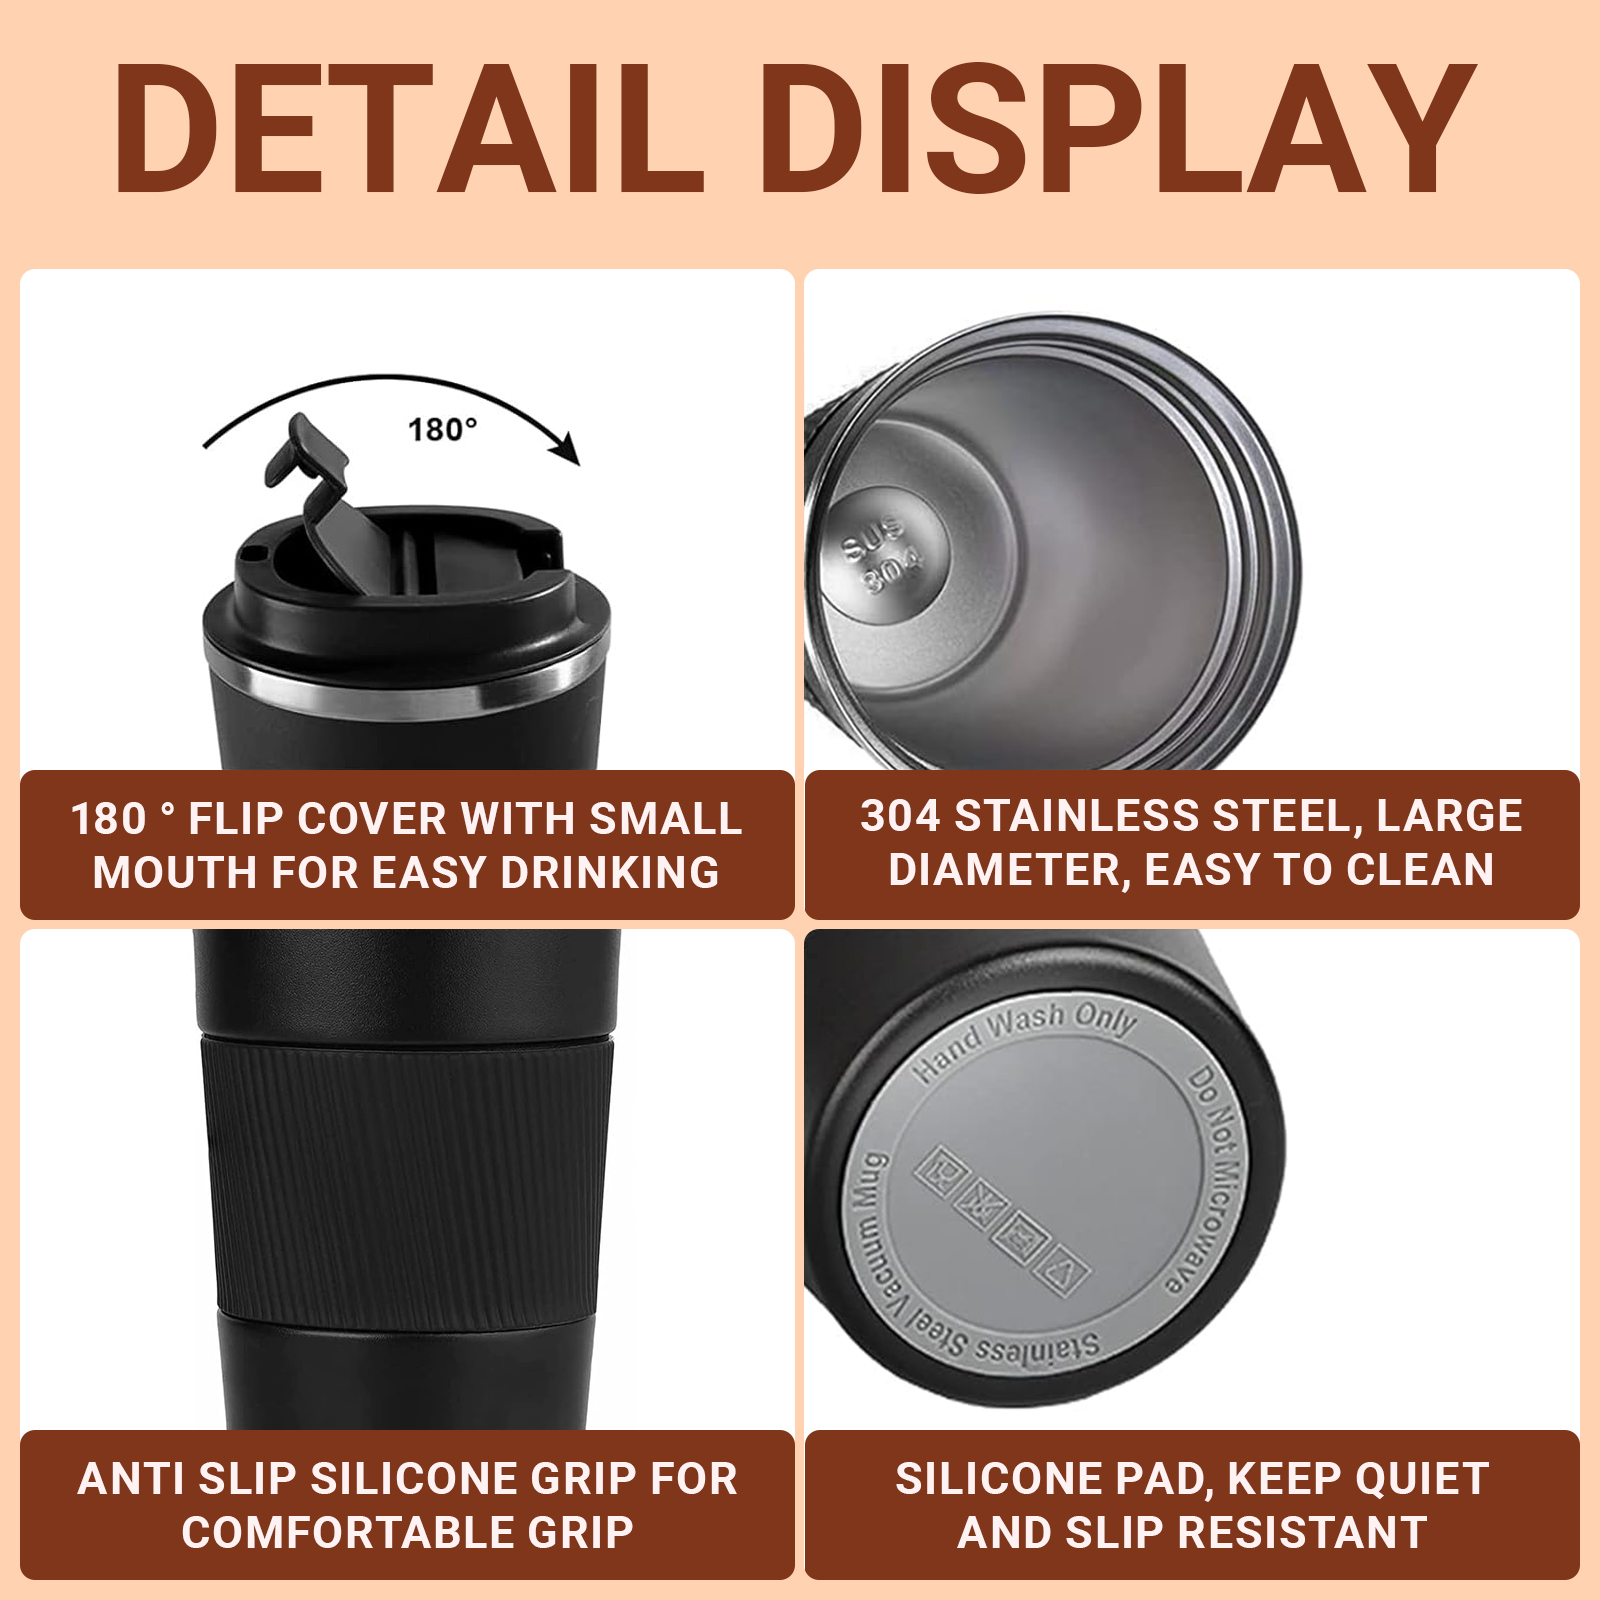 DETAIL DISPLAY
180°
SUS
304
180 ° FLIP COVER WITH SMALL
MOUTH FOR EASY DRINKING
304 STAINLESS STEEL, LARGE
DIAMETER, EASY TO CLEAN
Hand Wash Only
Do Not Microwave
Stainless Steel Vacuum Mug
ANTI SLIP SILICONE GRIP FOR
COMFORTABLE GRIP
SILICONE PAD, KEEP QUIET
AND SLIP RESISTANT